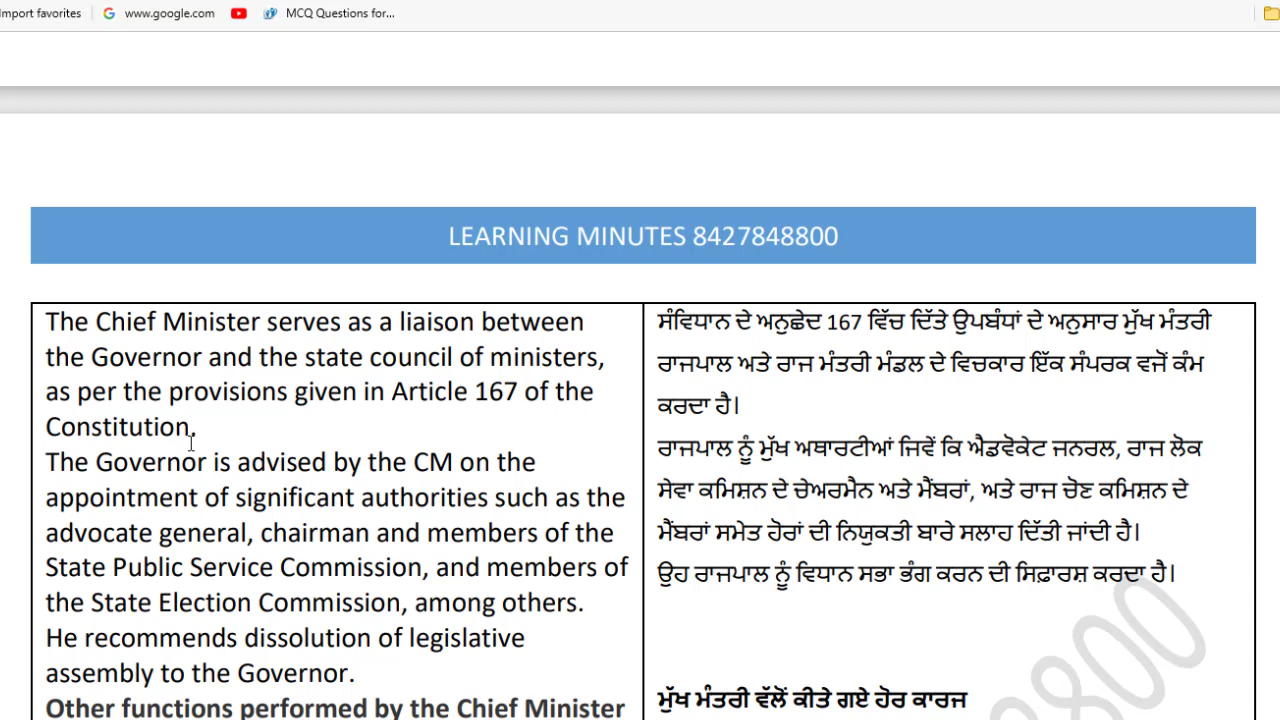 mport favorites
www.google.com
MCQ Questions for...
LEARNING MINUTES 8427848800
The Chief Minister serves as a liaison between
the Governor and the state council of ministers,
as per the provisions given in Article 167 of the
Constitution.
The Governor is advised by the CM on the
appointment of significant authorities such as the
advocate general, chairman and members of the
State Public Service Commission, and members of
the State Election Commission, among others.
He recommends dissolution of legislative
assembly to the Governor.
Other functions performed by the Chief Minister
ਸੰਵਿਧਾਨ ਦੇ ਅਨੁਛੇਦ 167 ਵਿੱਚ ਦਿੱਤੇ ਉਪਬੰਧਾਂ ਦੇ ਅਨੁਸਾਰ ਮੁੱਖ ਮੰਤਰੀ
ਰਾਜਪਾਲ ਅਤੇ ਰਾਜ ਮੰਤਰੀ ਮੰਡਲ ਦੇ ਵਿਚਕਾਰ ਇੱਕ ਸੰਪਰਕ ਵਜੋਂ ਕੰਮ
ਕਰਦਾ ਹੈ।
ਰਾਜਪਾਲ ਨੂੰ ਮੁੱਖ ਅਥਾਰਟੀਆਂ ਜਿਵੇਂ ਕਿ ਐਡਵੋਕੇਟ ਜਨਰਲ, ਰਾਜ ਲੋਕ
ਸੇਵਾ ਕਮਿਸ਼ਨ ਦੇ ਚੇਅਰਮੈਨ ਅਤੇ ਮੈਂਬਰਾਂ, ਅਤੇ ਰਾਜ ਚੋਣ ਕਮਿਸ਼ਨ ਦੇ
ਮੈਂਬਰਾਂ ਸਮੇਤ ਹੋਰਾਂ ਦੀ ਨਿਯੁਕਤੀ ਬਾਰੇ ਸਲਾਹ ਦਿੱਤੀ ਜਾਂਦੀ ਹੈ।
ਉਹ ਰਾਜਪਾਲ ਨੂੰ ਵਿਧਾਨ ਸਭਾ ਭੰਗ ਕਰਨ ਦੀ ਸਿਫ਼ਾਰਸ਼ ਕਰਦਾ ਹੈ।
ਮੁੱਖ ਮੰਤਰੀ ਵੱਲੋਂ ਕੀਤੇ ਗਏ ਹੋਰ ਕਾਰਜ
8800